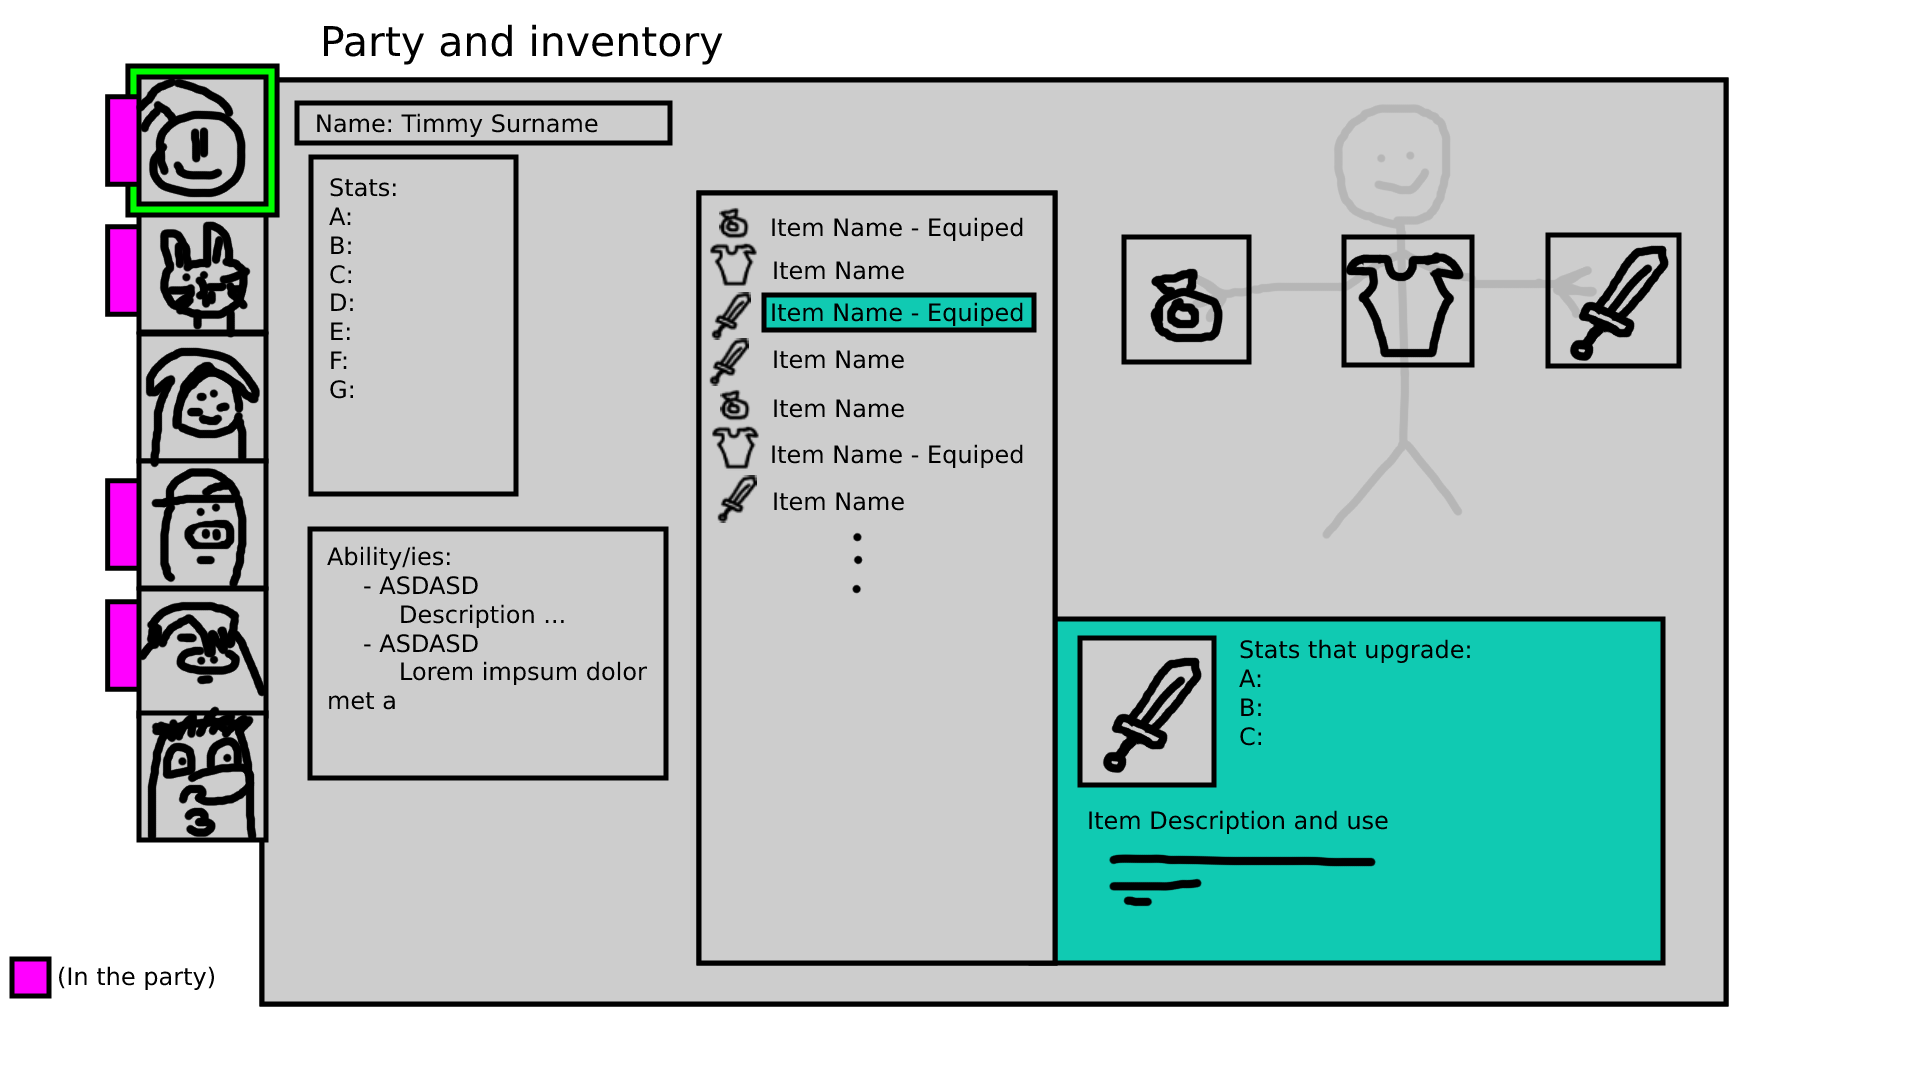 Party and inventory
Name: Timmy Surname
Stats:
A:
B:
C:
D:
E:
F:
G:
Ability/ies:
- ASDASD
Description ...
- ASDASD
Lorem impsum dolor
met a
Item Name - Equiped
Item Name
Item Name - Equiped
Item Name
Item Name
Item Name - Equiped
Item Name
Stats that upgrade:
A:
B:
C:
Item Description and use
(In the party)